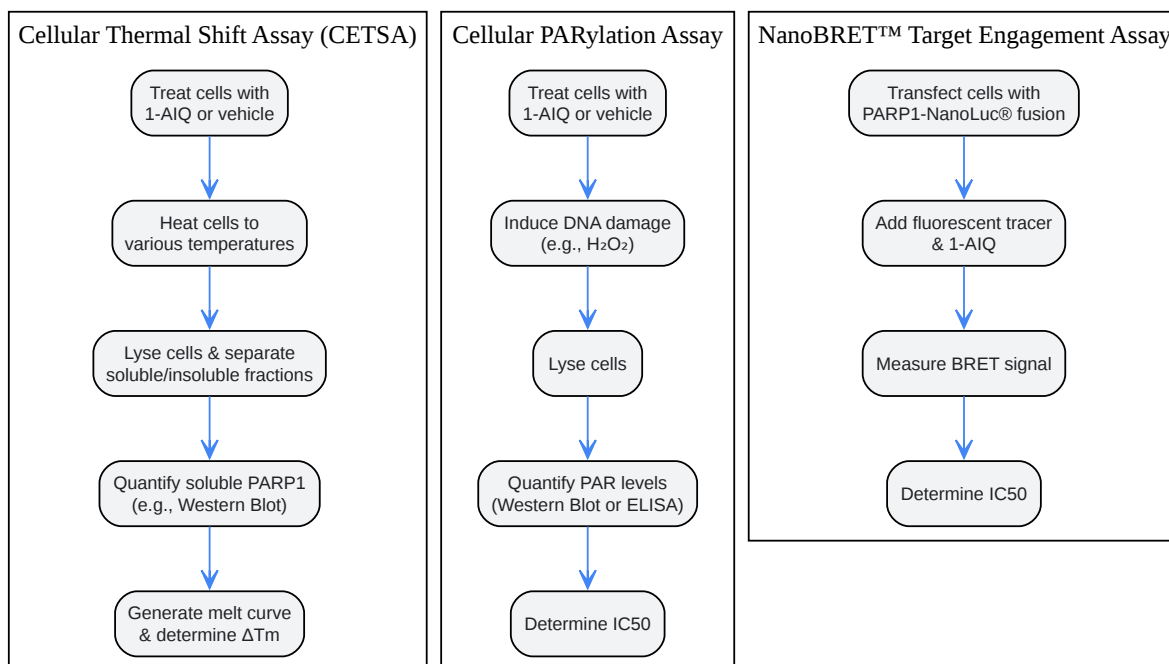 Cellular Thermal Shift Assay (CETSA)
Treat cells with
1-AIQ or vehicle
Heat cells to
various temperatures
Lyse cells & separate
soluble/insoluble fractions
Quantify soluble PARP1
(e.g., Western Blot)
Generate melt curve
& determine ΔTm
Cellular PARylation Assay
Treat cells with
1-AIQ or vehicle
Induce DNA damage
(e.g., H₂O₂)
Lyse cells
Quantify PAR levels
(Western Blot or ELISA)
Determine IC50
NanoBRET™ Target Engagement Assay
Transfect cells with
PARP1-NanoLuc® fusion
Add fluorescent tracer
& 1-AIQ
Measure BRET signal
Determine IC50